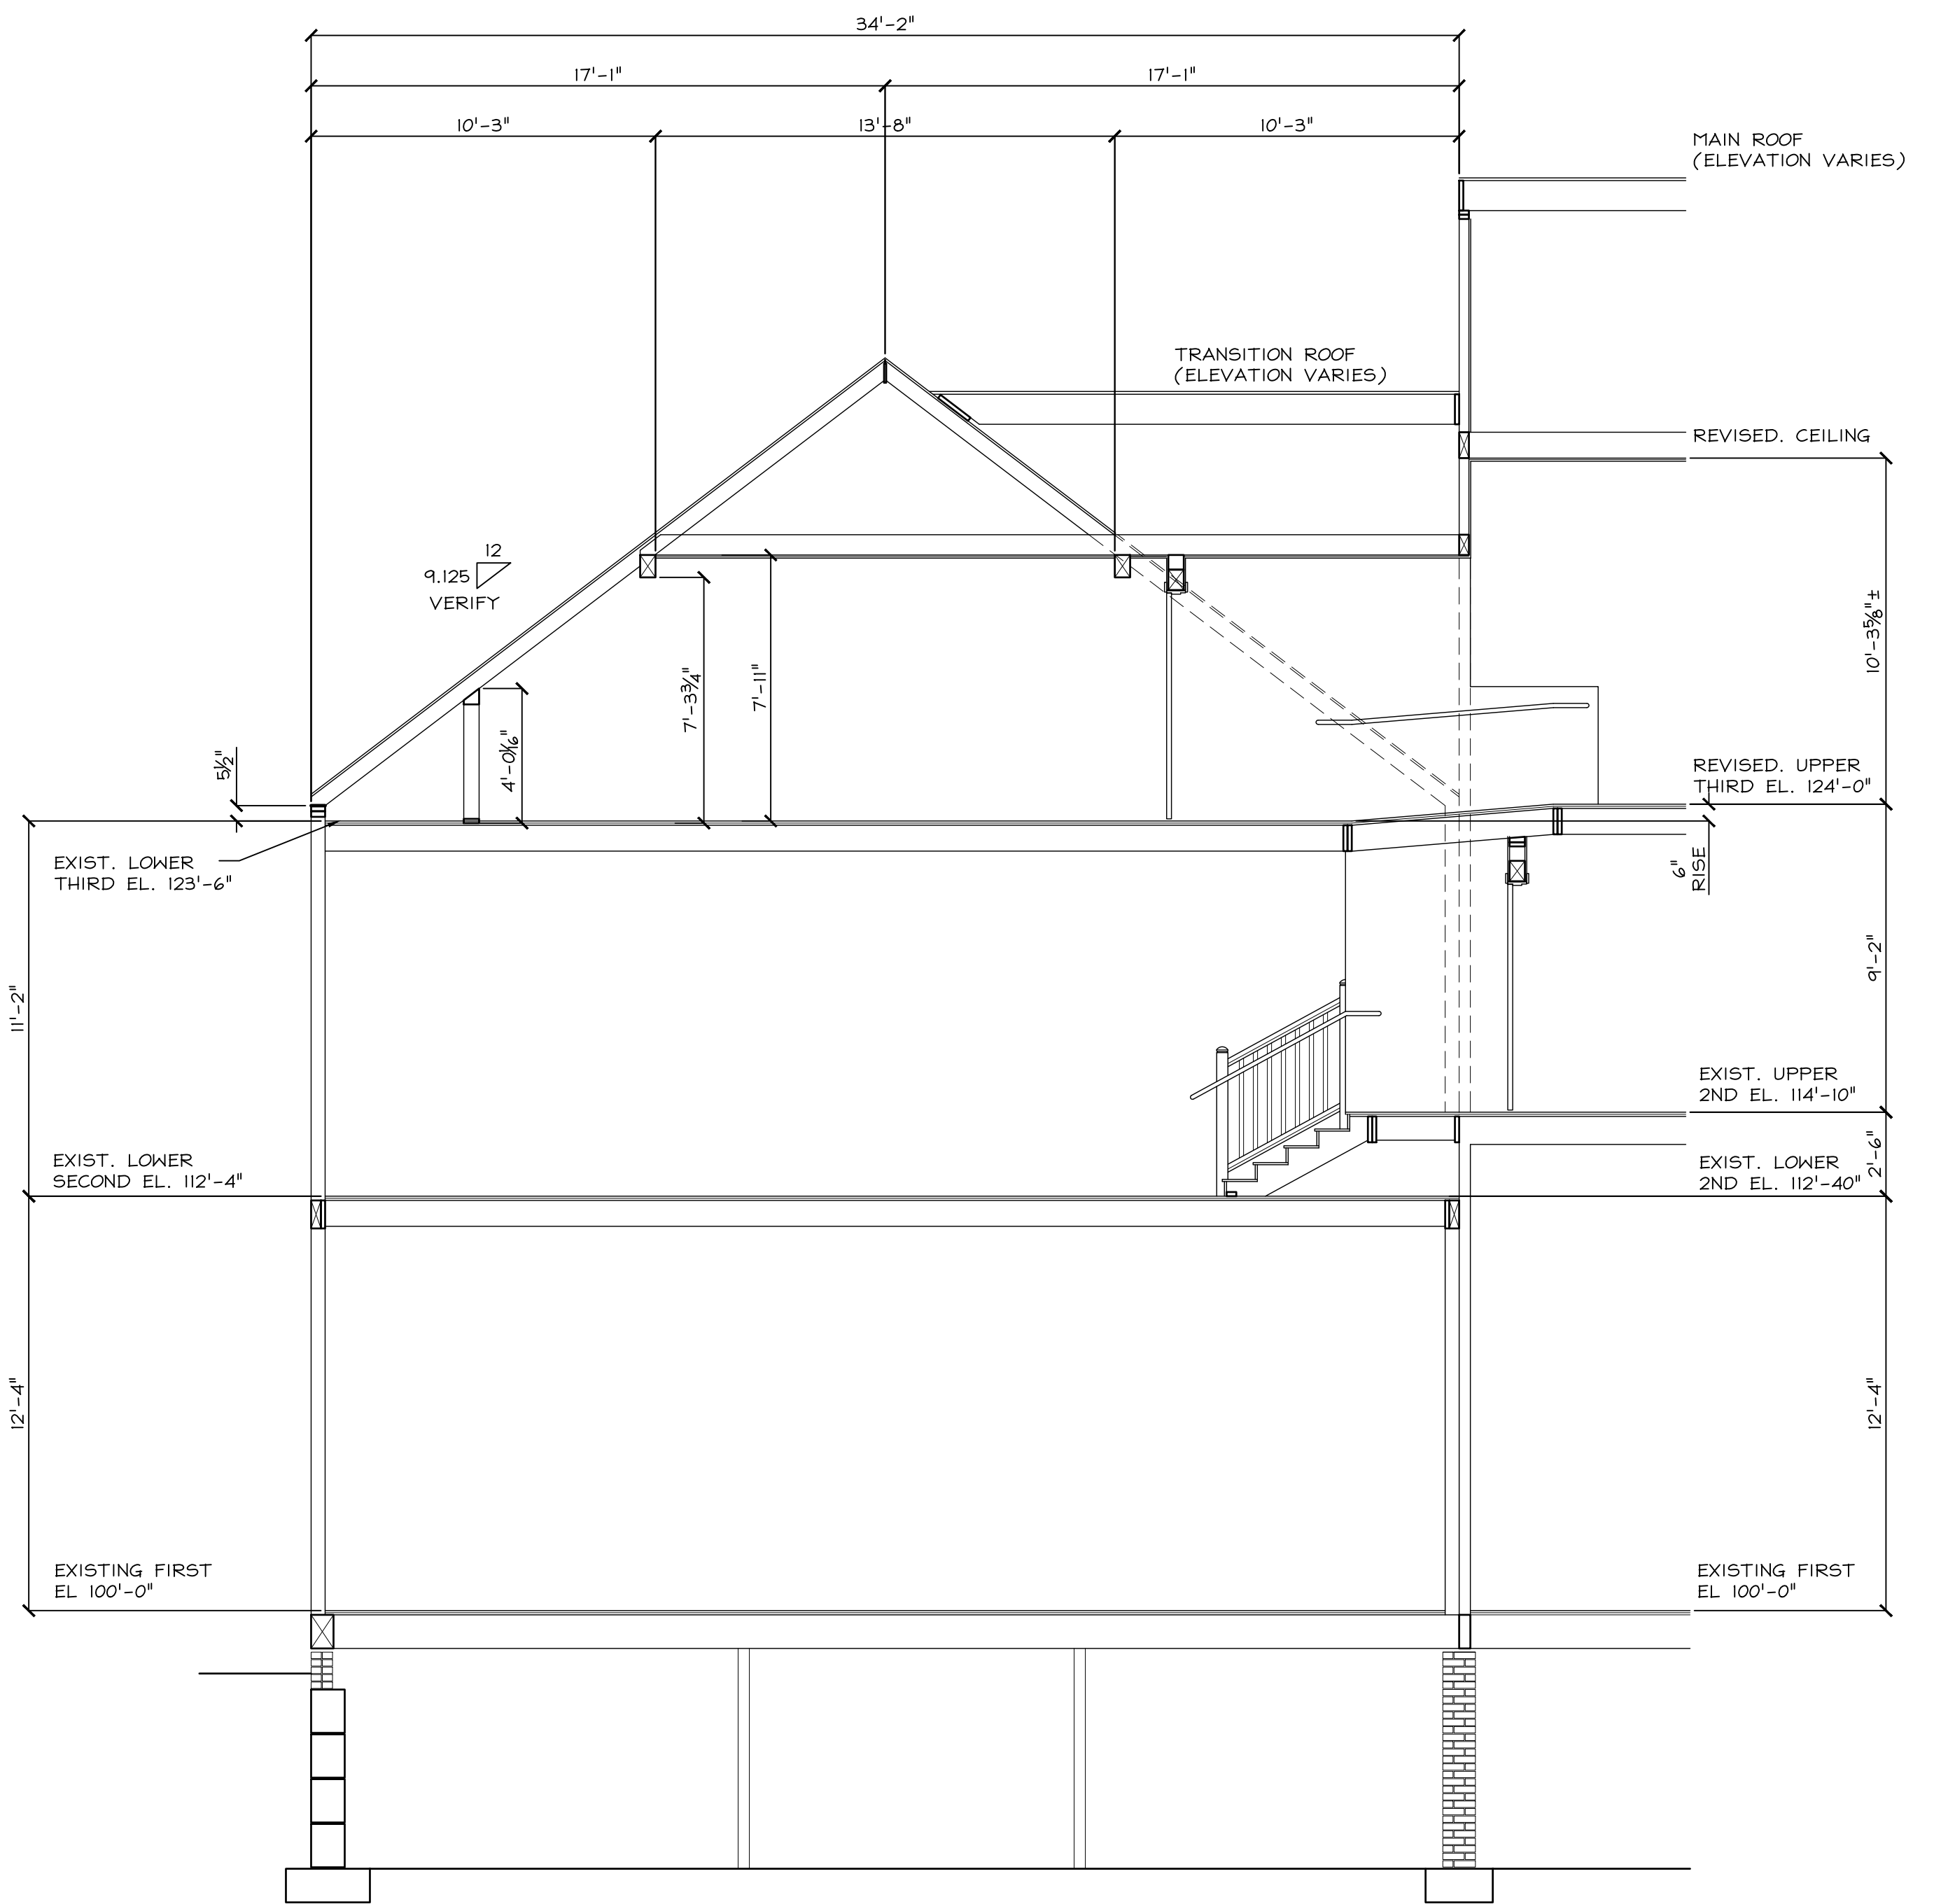 34'-2"
17'-1"
17'-1"
10'-3"
13'-8"
10'-3"
MAIN ROOF
(ELEVATION VARIES)
TRANSITION ROOF
(ELEVATION VARIES)
REVISED. CEILING
12
9.125
VERIFY
10'-3⅝"±
7'-3¾"
7'-11"
4'-0 1/16"
5½"
REVISED. UPPER
THIRD EL. 124'-0"
EXIST. LOWER
THIRD EL. 123'-6"
6"
RISE
9'-2"
11'-2"
EXIST. UPPER
2ND EL. 114'-10"
EXIST. LOWER
SECOND EL. 112'-4"
EXIST. LOWER
2ND EL. 112'-40"
2'-6"
12'-4"
12'-4"
EXISTING FIRST
EL 100'-0"
EXISTING FIRST
EL 100'-0"